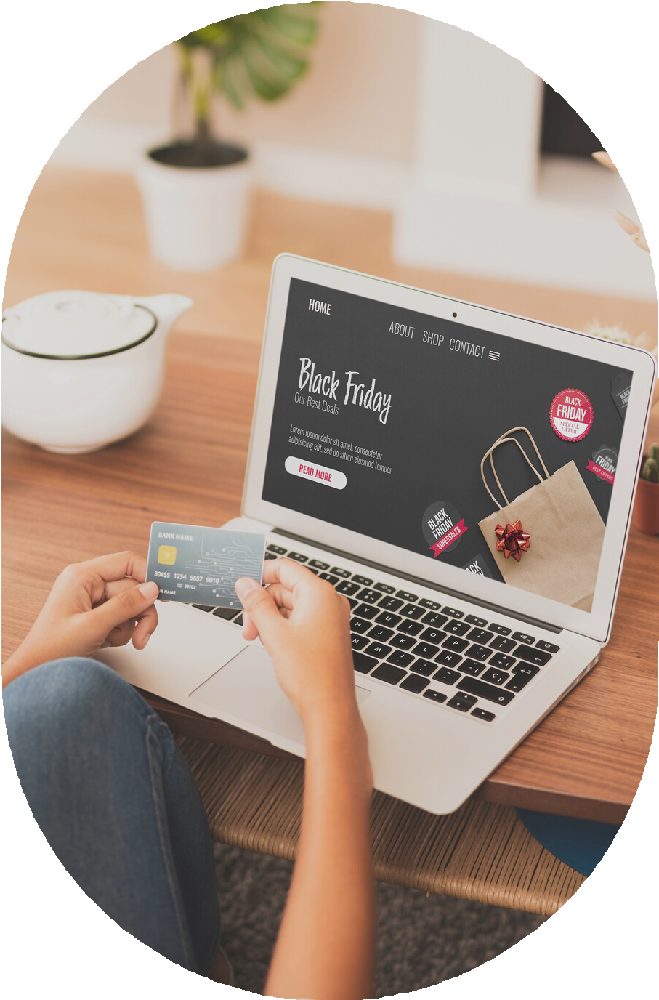 HOME
ABOUT SHOP CONTACT
Black Friday
Our Best Deals
Lorem ipsum dolor sit amet, consectetur
adipisicing elit, sed do situm eiusmod tempor
READ MORE
BLACK
FRIDAY
SPECIAL
OFFER
BLACK
FRIDAY
BEST OFFERS
BLACK
FRIDAY
SUPERSALES
BLACK
BANK NAME
30455 1234 5657 9010
09/02
NAME